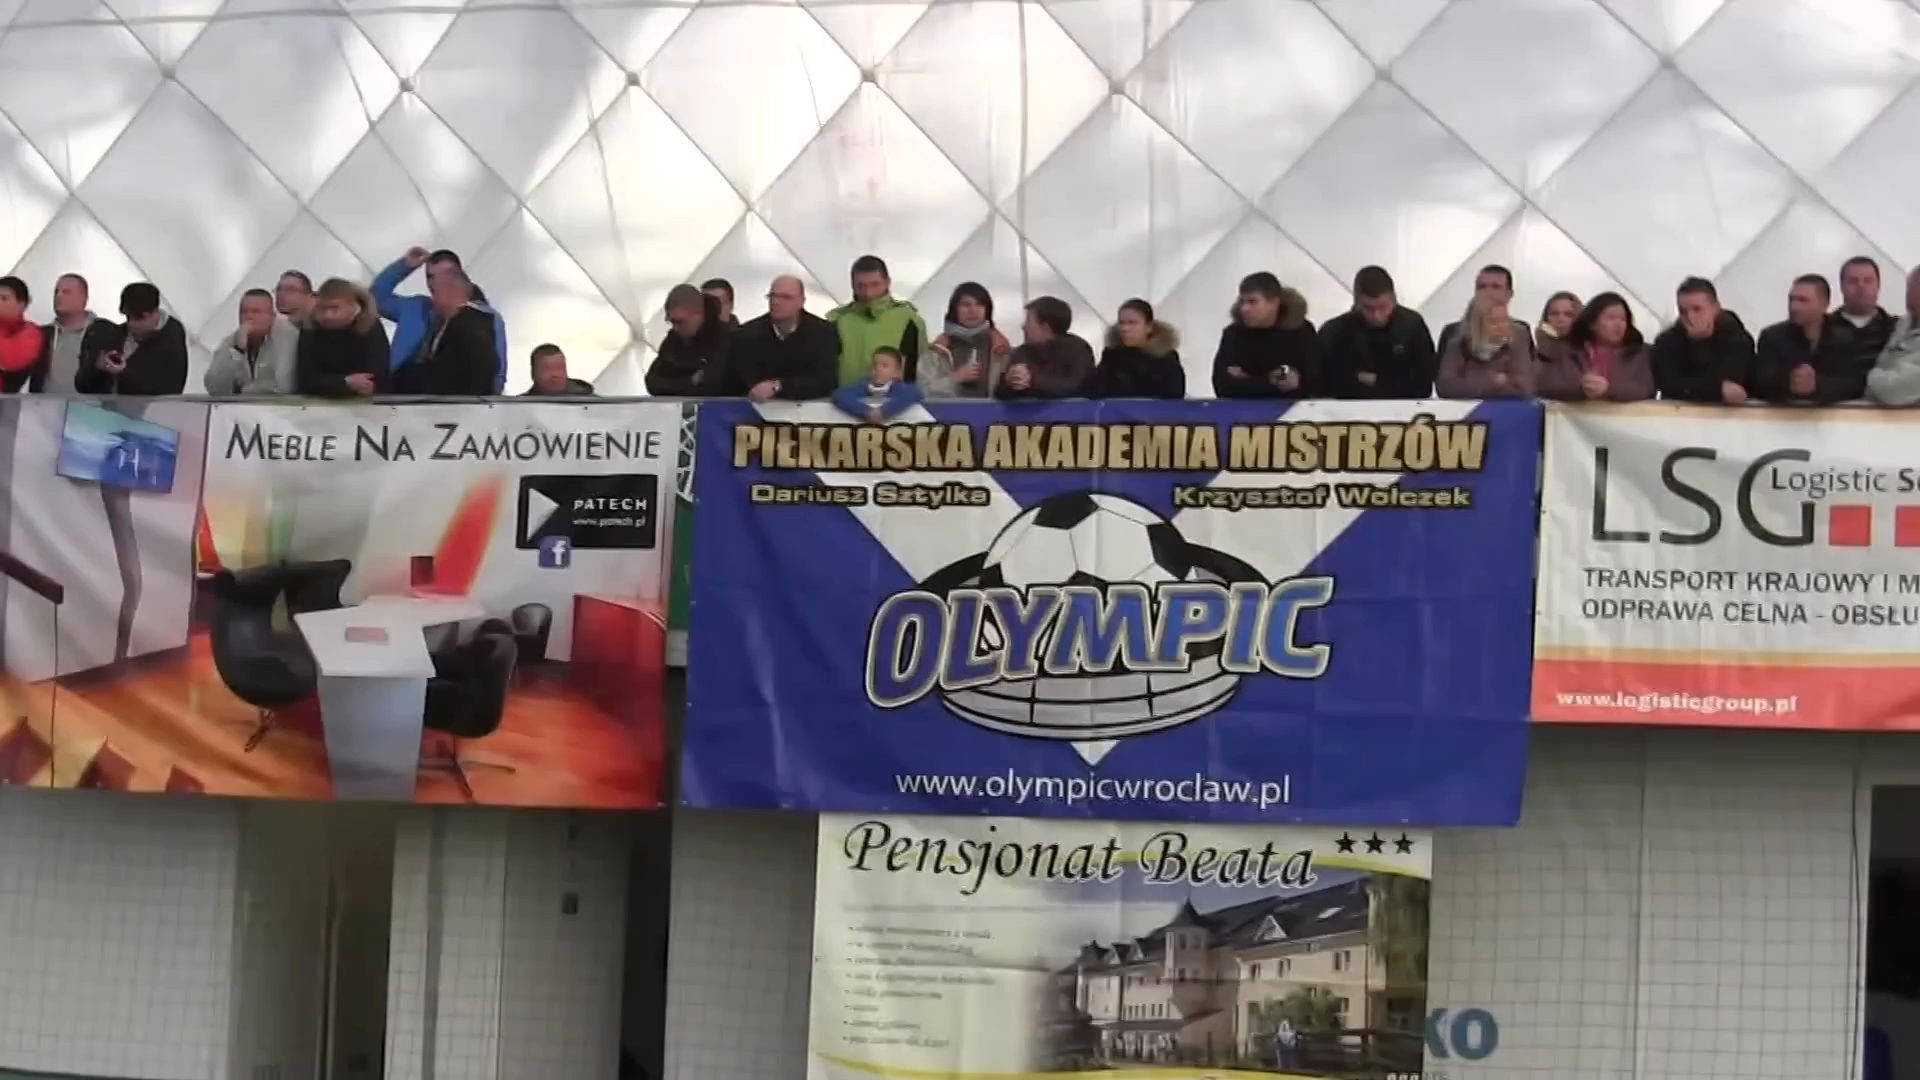 MEBLE NA ZAMÓWIENIE
PATECH
www.patech.pl
f
PIŁKARSKA AKADEMIA MISTRZÓW
Dariusz Sztylka
Krzysztof Wołczek
OLYMPIC
www.olympicwroclaw.pl
LSG
Logistic
TRANSPORT KRAJOWY I
ODPRAWA CELNA -
www.logisticgroup.pl
Pensjonat Beata